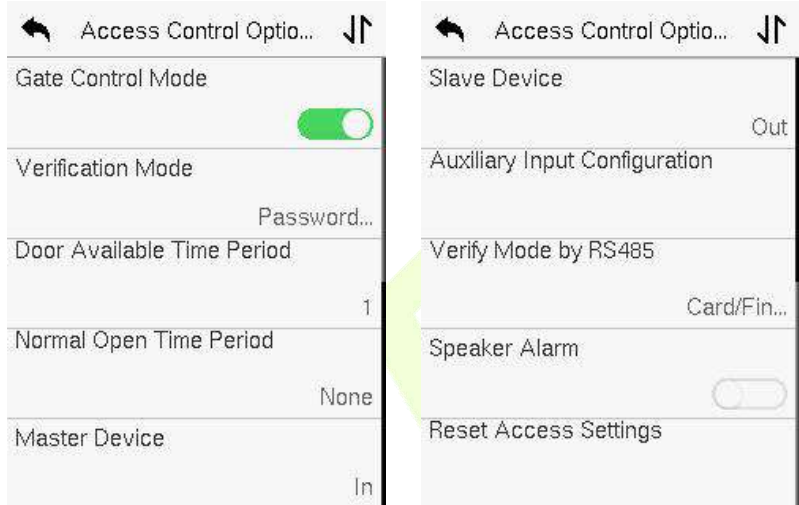 Access Control Optio...
Gate Control Mode
Verification Mode
Password...
Door Available Time Period
1
Normal Open Time Period
None
Master Device
In
Access Control Optio...
Slave Device
Out
Auxiliary Input Configuration
Verify Mode by RS485
Card/Fin...
Speaker Alarm
Reset Access Settings